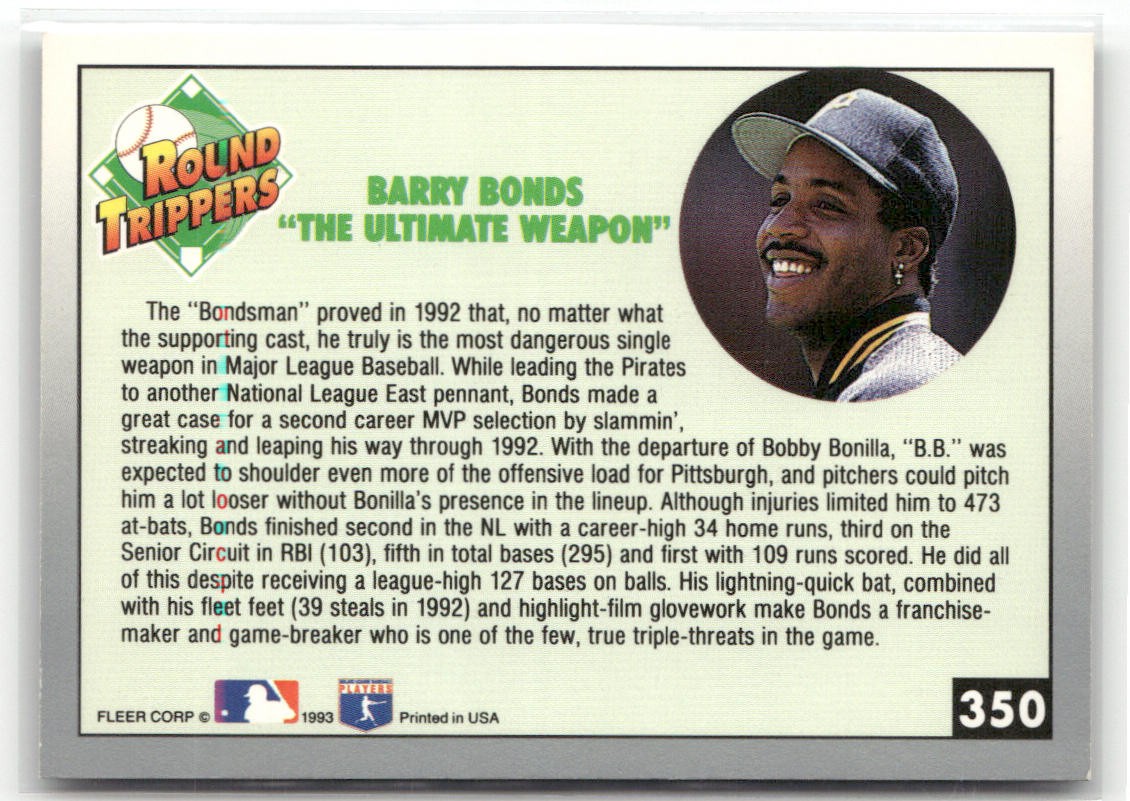 ROUND
TRIPPERS
BARRY BONDS
“THE ULTIMATE WEAPON”
The “Bondsman” proved in 1992 that, no matter what
the supporting cast, he truly is the most dangerous single
weapon in Major League Baseball. While leading the Pirates
to another National League East pennant, Bonds made a
great case for a second career MVP selection by slammin’,
streaking and leaping his way through 1992. With the departure of Bobby Bonilla, “B.B.” was
expected to shoulder even more of the offensive load for Pittsburgh, and pitchers could pitch
him a lot looser without Bonilla’s presence in the lineup. Although injuries limited him to 473
at-bats, Bonds finished second in the NL with a career-high 34 home runs, third on the
Senior Circuit in RBI (103), fifth in total bases (295) and first with 109 runs scored. He did all
of this despite receiving a league-high 127 bases on balls. His lightning-quick bat, combined
with his fleet feet (39 steals in 1992) and highlight-film glovework make Bonds a franchise-
maker and game-breaker who is one of the few, true triple-threats in the game.
MAJOR LEAGUE BASEBALL
PLAYERS
FLEER CORP © 1993 Printed in USA
350